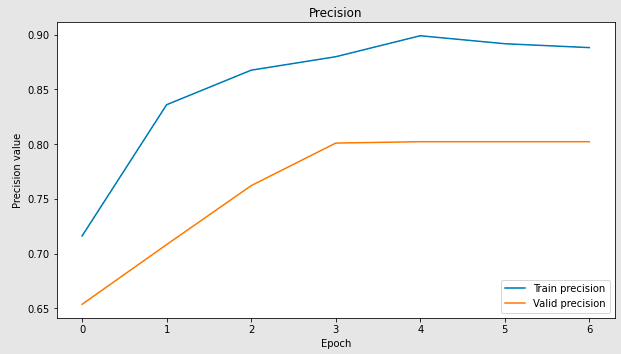 Precision
0.90
0.85
0.80
0.75
0.70
0.65
Precision value
0 1 2 3 4 5 6
Epoch
Train precision
Valid precision